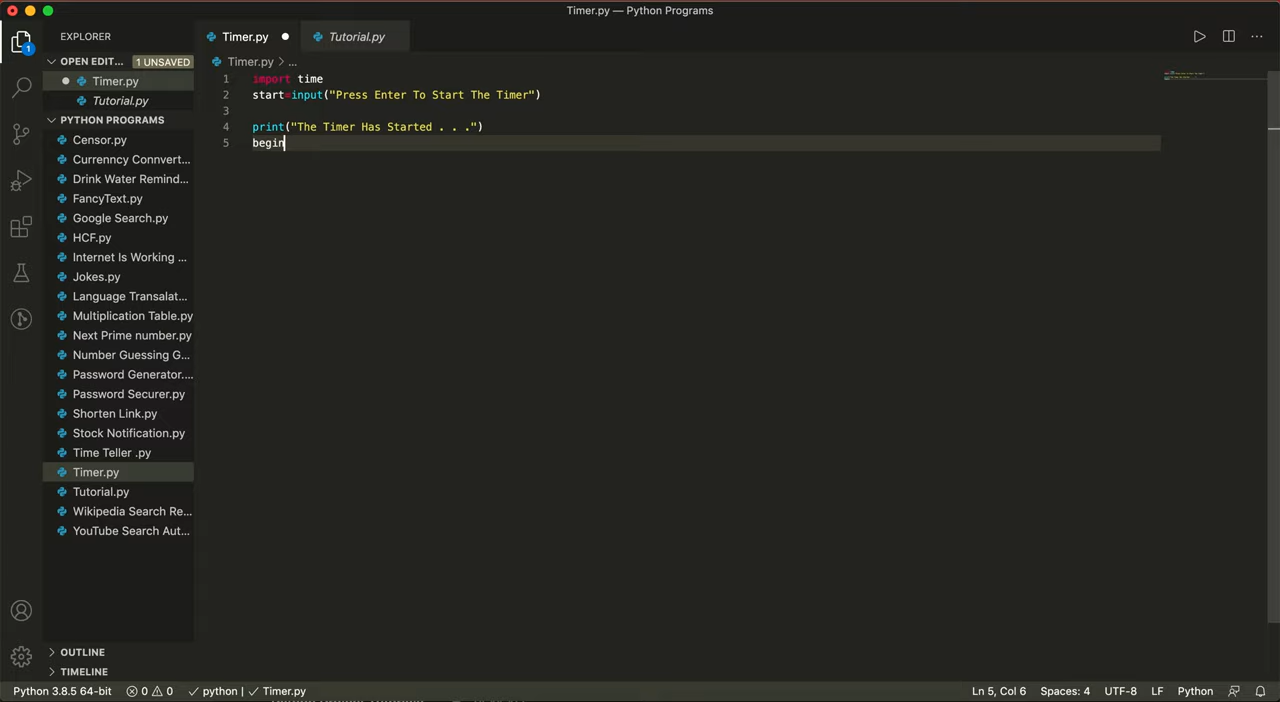 Timer.py — Python Programs
EXPLORER
Timer.py
Tutorial.py
OPEN EDIT... 1 UNSAVED
Timer.py > ...
Timer.py
Tutorial.py
PYTHON PROGRAMS
Censor.py
Currenncy Connvert...
Drink Water Remind...
FancyText.py
Google Search.py
HCF.py
Internet Is Working ...
Jokes.py
Language Transalat...
Multiplication Table.py
Next Prime number.py
Number Guessing G...
Password Generator....
Password Securer.py
Shorten Link.py
Stock Notification.py
Time Teller .py
Timer.py
Tutorial.py
Wikipedia Search Re...
YouTube Search Aut...
OUTLINE
TIMELINE
1 import time
2 start=input("Press Enter To Start The Timer")
3
4 print("The Timer Has Started . . .")
5 begin
1
Python 3.8.5 64-bit 0 0 python | Timer.py Ln 5, Col 6 Spaces: 4 UTF-8 LF Python